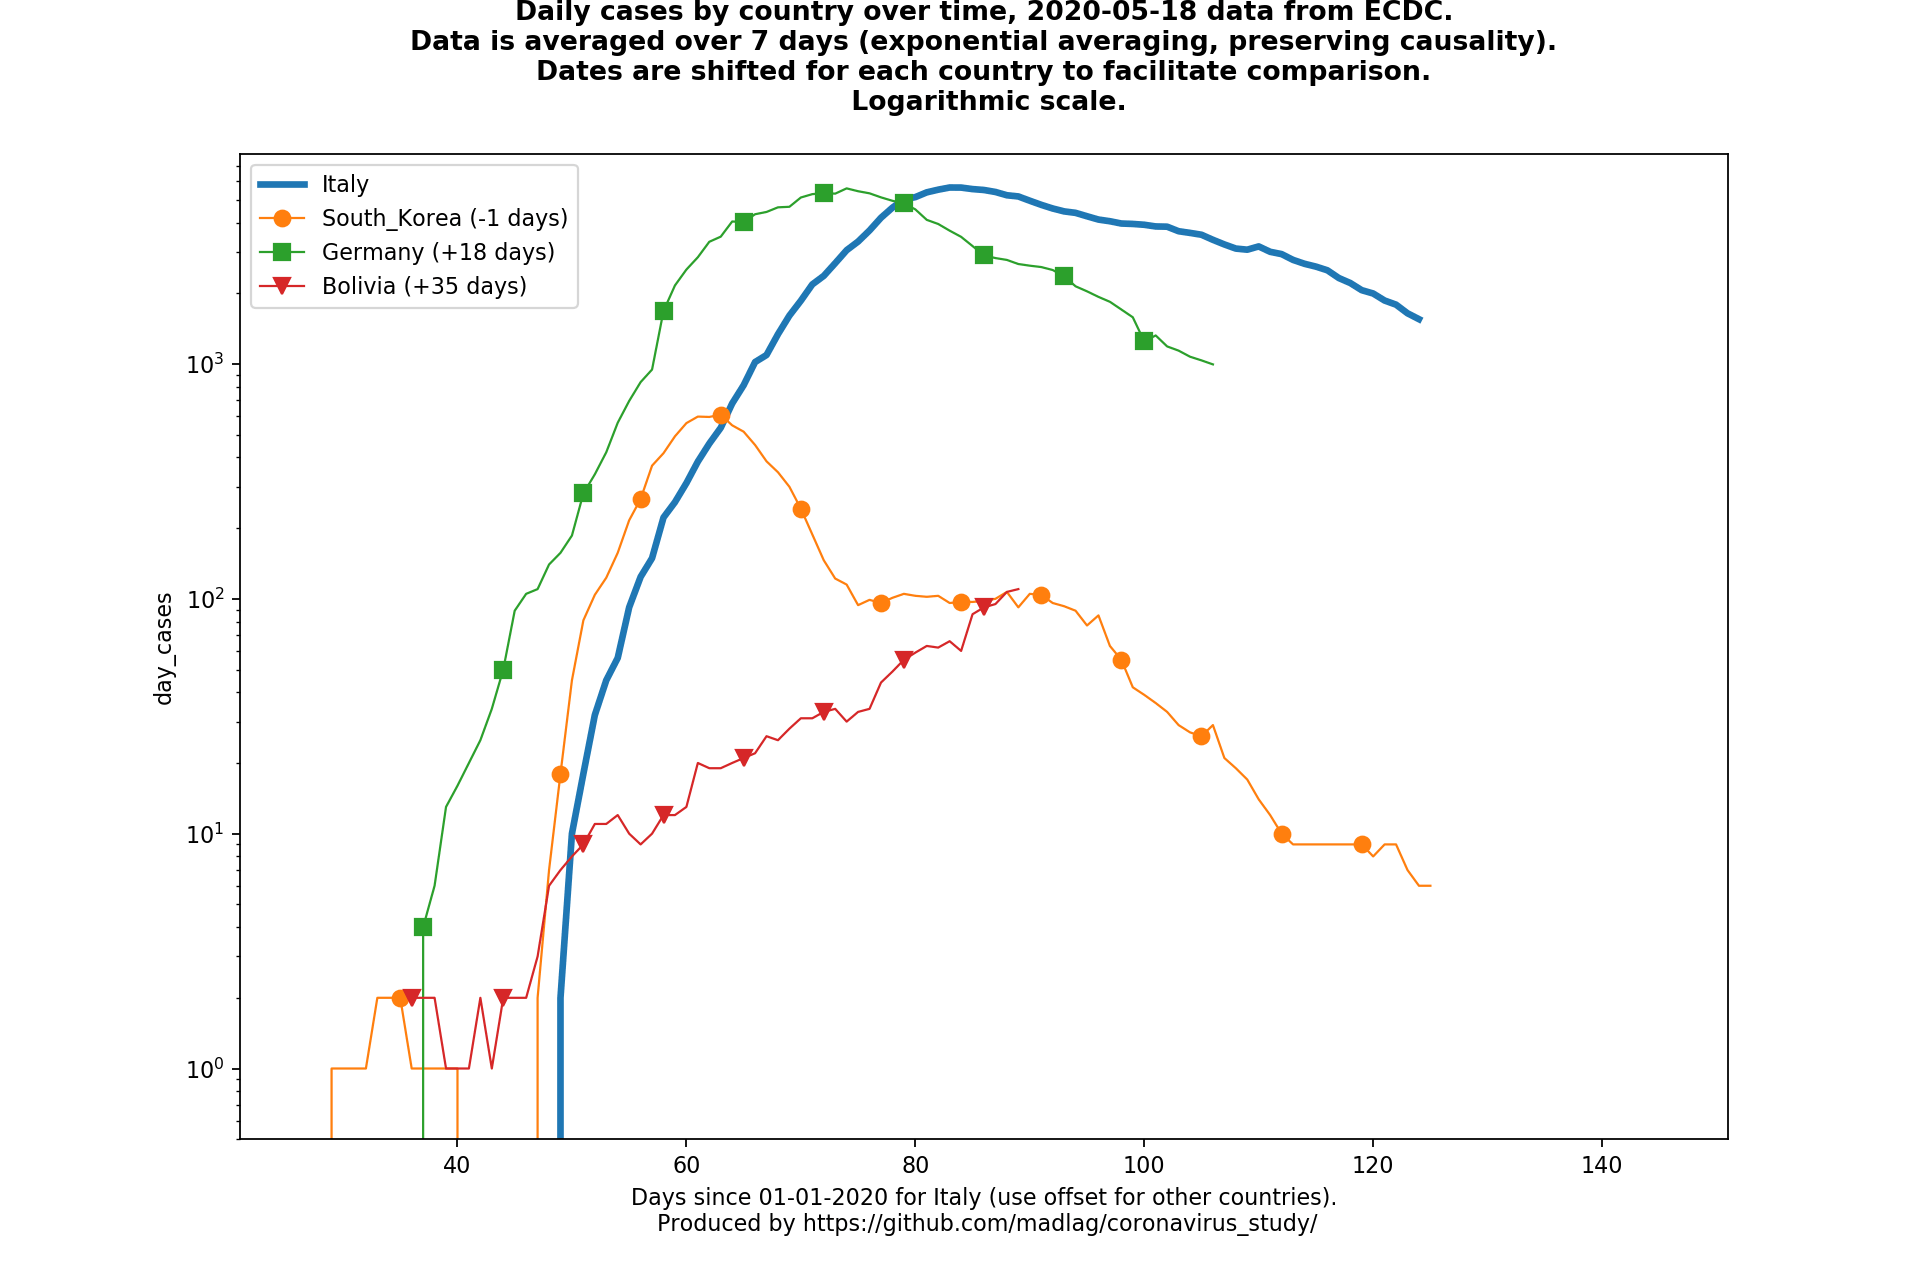 Daily cases by country over time, 2020-05-18 data from ECDC.
Data is averaged over 7 days (exponential averaging, preserving causality).
Dates are shifted for each country to facilitate comparison.
Logarithmic scale.
Italy
South_Korea (-1 days)
Germany (+18 days)
Bolivia (+35 days)
10³
10²
10¹
10⁰
day_cases
40 60 80 100 120 140
Days since 01-01-2020 for Italy (use offset for other countries).
Produced by https://github.com/madlag/coronavirus_study/